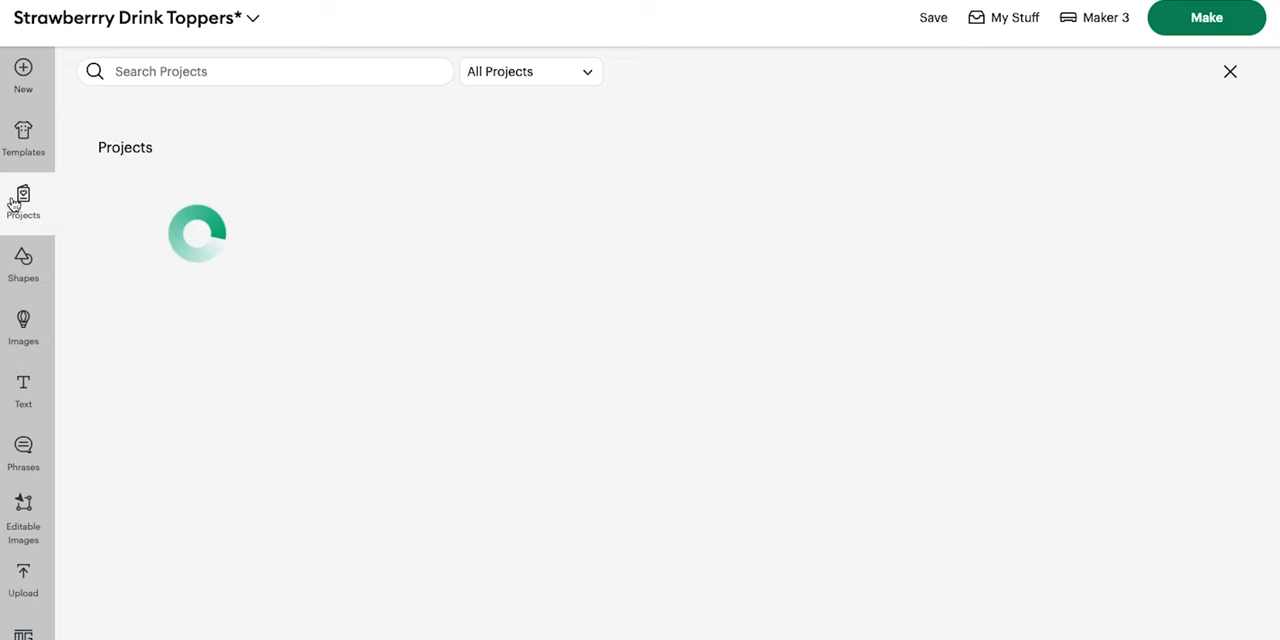 Strawberrry Drink Toppers*
Save
My Stuff
Maker 3
Make
New
Search Projects
All Projects
Templates
Projects
Projects
Shapes
Images
Text
Phrases
Editable
Images
Upload